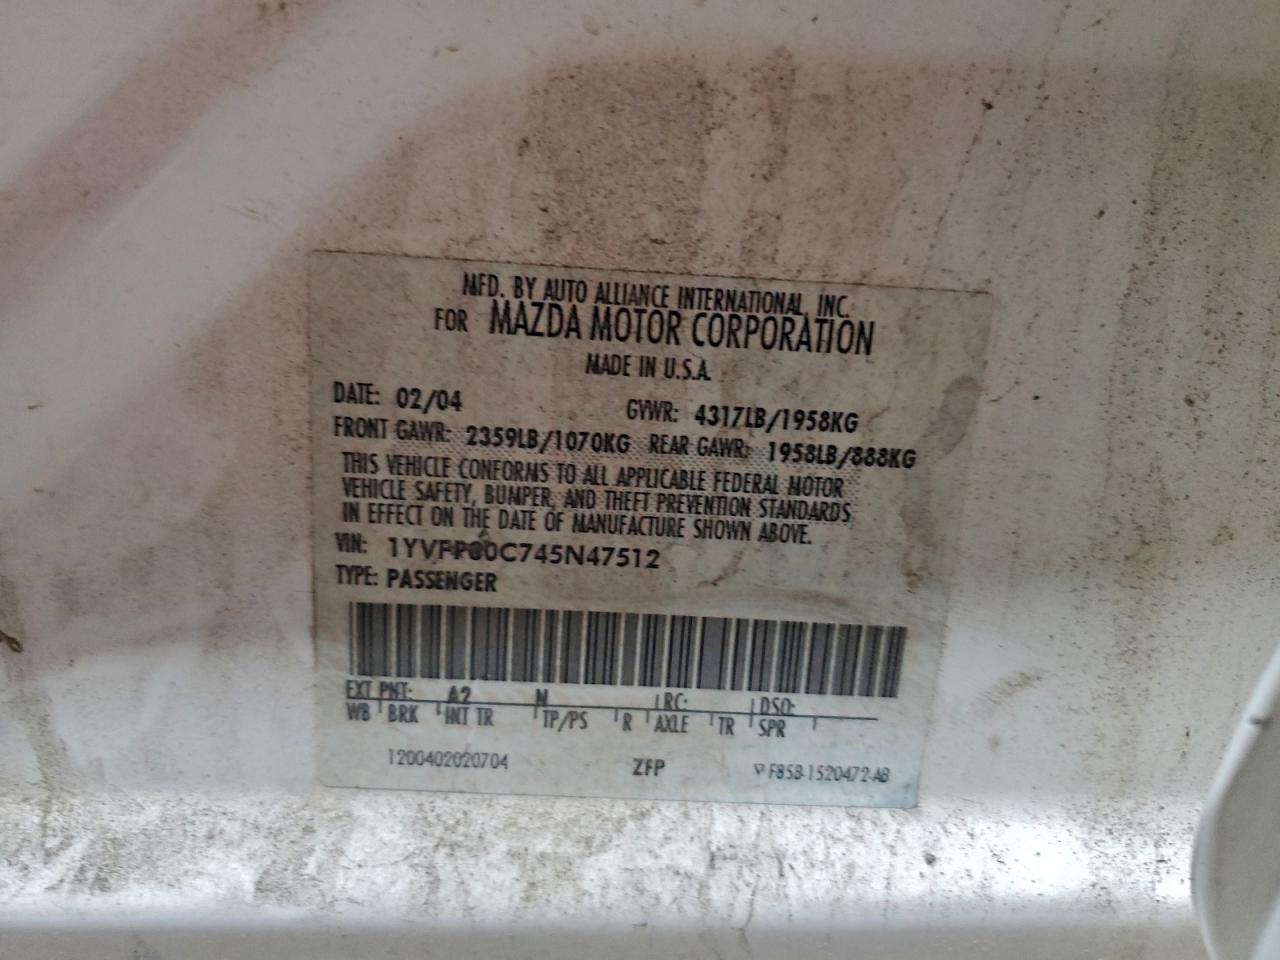 MFD. BY AUTO ALLIANCE INTERNATIONAL, INC.
FOR MAZDA MOTOR CORPORATION
MADE IN U.S.A.
DATE: 02/04 GVWR: 4317LB/1958KG
FRONT GAWR: 2359LB/1070KG REAR GAWR: 1958LB/888KG
THIS VEHICLE CONFORMS TO ALL APPLICABLE FEDERAL MOTOR
VEHICLE SAFETY, BUMPER, AND THEFT PREVENTION STANDARDS
IN EFFECT ON THE DATE OF MANUFACTURE SHOWN ABOVE.
VIN: 1YVFP80C745N47512
TYPE: PASSENGER
EXT PNT: A2 N RC: DSO:
WB BRK INT TR TP/PS R AXLE TR SPR
1200402020704 ZFP F85B-1520472-AB